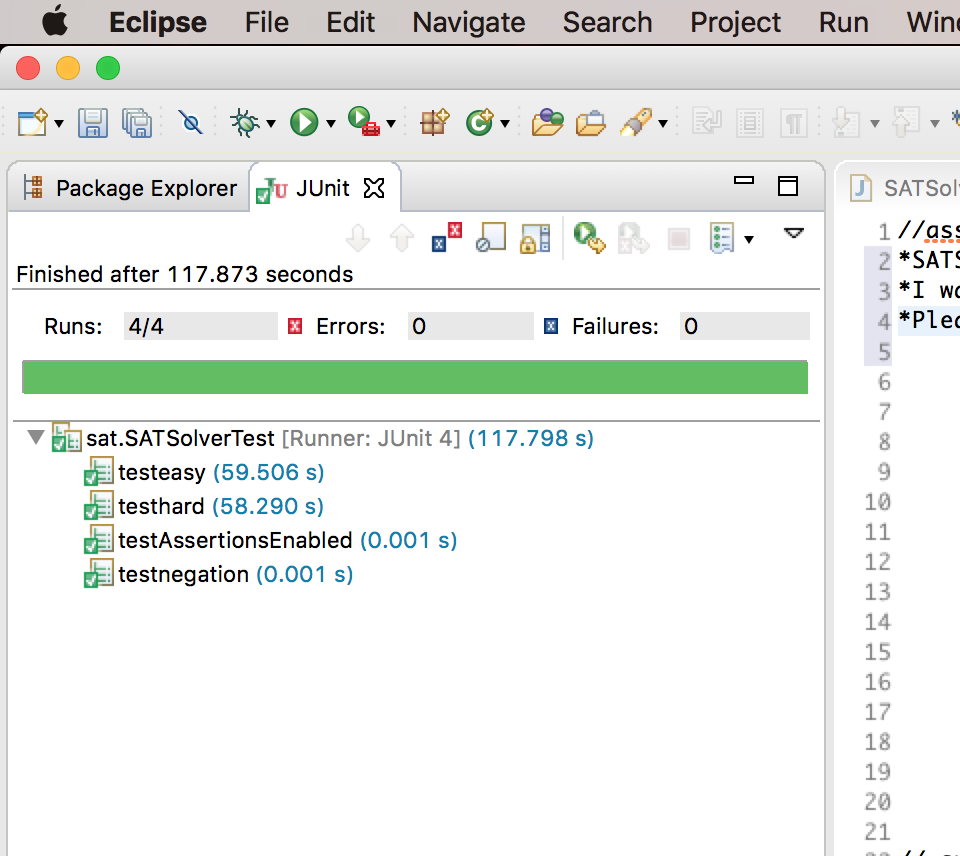 Eclipse File Edit Navigate Search Project Run
Package Explorer JUnit
Finished after 117.873 seconds
Runs: 4/4 Errors: 0 Failures: 0
sat.SATSolverTest [Runner: JUnit 4] (117.798 s)
testeasy (59.506 s)
testhard (58.290 s)
testAssertionsEnabled (0.001 s)
testnegation (0.001 s)
1 //ass
2 *SATS
3 *I wa
4 *Plea
5
6
7
8
9
10
11
12
13
14
15
16
17
18
19
20
21